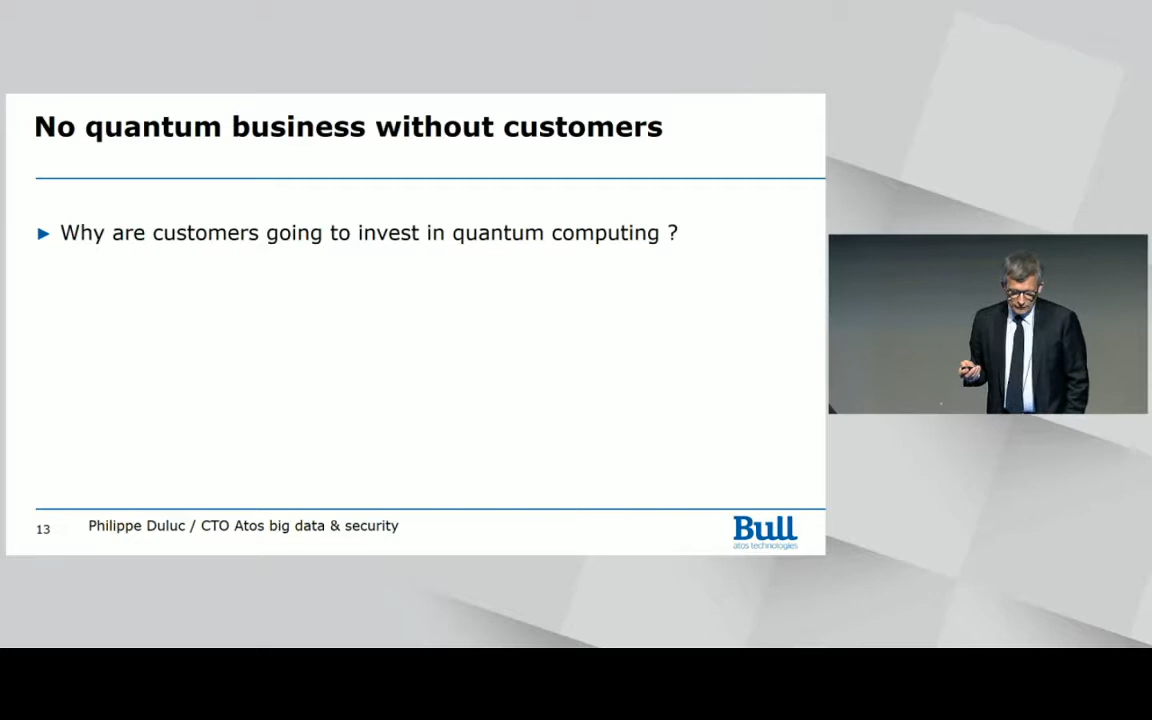 No quantum business without customers
► Why are customers going to invest in quantum computing ?
13
Philippe Duluc / CTO Atos big data & security
Bull
atos technologies